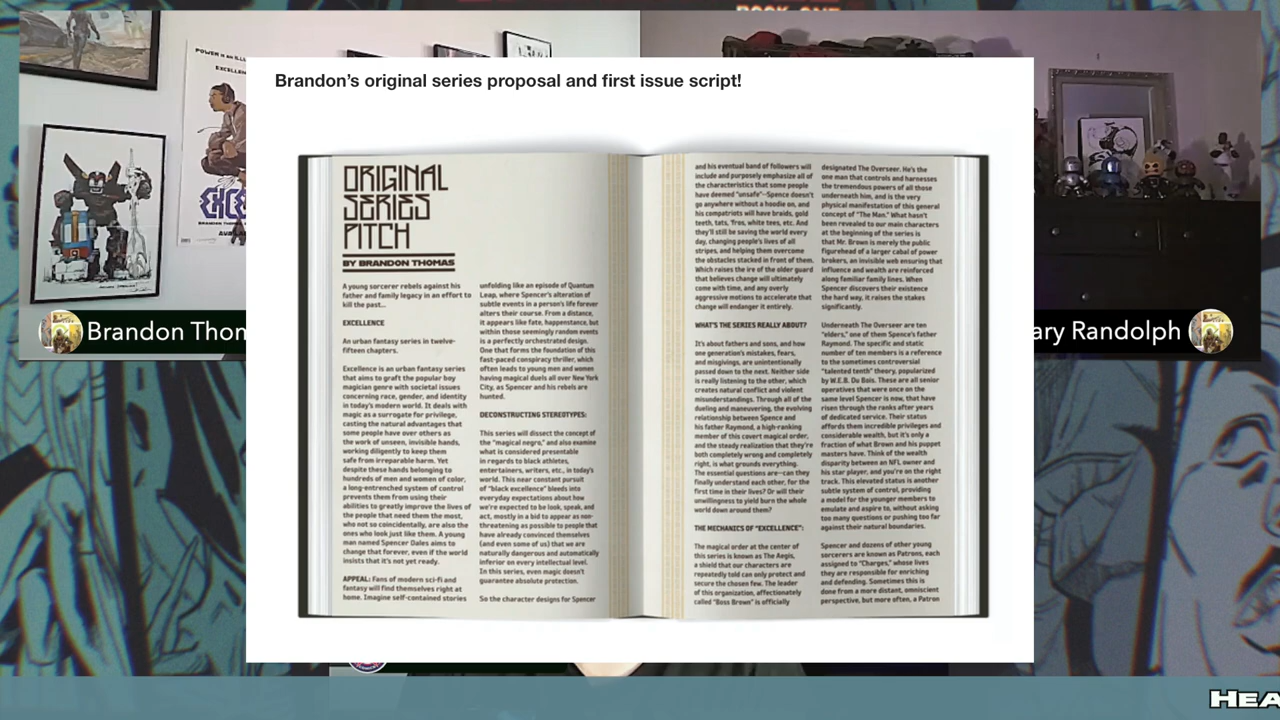 BOOK ONE
POWER is an ILL
EXCELLEN
EXCE
BRANDON THOMAS
AVAIL
Brandon Thom
ary Randolph
Brandon's original series proposal and first issue script!
ORIGINAL
SERIES
PITCH
BY BRANDON THOMAS
A young sorcerer rebels against his
father and family legacy in an effort to
kill the past...
EXCELLENCE
An urban fantasy series in twelve-
fifteen chapters.
Excellence is an urban fantasy series
that aims to graft the popular boy
magician genre with societal issues
concerning race, gender, and identity
in today's modern world. It deals with
magic as a surrogate for privilege,
casting the natural advantages that
some people have over others as
the work of unseen, invisible hands,
working diligently to keep them
safe from irreparable harm. Yet
despite these hands belonging to
hundreds of men and women of color,
a long-entrenched system of control
prevents them from using their
abilities to greatly improve the lives of
the people that need them the most,
who not so coincidentally, are also the
ones who look just like them. A young
man named Spencer Dales aims to
change that forever, even if the world
insists that it's not yet ready.
APPEAL: Fans of modern sci-fi and
fantasy will find themselves right at
home. Imagine self-contained stories
unfolding like an episode of Quantum
Leap, where Spencer's alteration of
subtle events in a person's life forever
alters their course. From a distance,
it appears like fate, happenstance, but
within those seemingly random events
is a perfectly orchestrated design.
One that forms the foundation of this
fast-paced conspiracy thriller, which
often leads to young men and women
having magical duels all over New York
City, as Spencer and his rebels are
hunted.
DECONSTRUCTING STEREOTYPES:
This series will dissect the concept of
the "magical negro," and also examine
what is considered presentable
in regards to black athletes,
entertainers, writers, etc., in today's
world. This near constant pursuit
of "black excellence" bleeds into
everyday expectations about how
we're expected to be look, speak, and
act, mostly in a bid to appear as non-
threatening as possible to people that
have already convinced themselves
(and even some of us) that we are
naturally dangerous and automatically
inferior on every intellectual level.
In this series, even magic doesn't
guarantee absolute protection.
So the character designs for Spencer
and his eventual band of followers will
include and purposely emphasize all of
the characteristics that some people
have deemed "unsafe"--Spence doesn't
go anywhere without a hoodie on, and
his compatriots will have braids, gold
teeth, tats, 'fros, white tees, etc. And
they'll still be saving the world every
day, changing people's lives of all
stripes, and helping them overcome
the obstacles stacked in front of them.
Which raises the ire of the older guard
that believes change will ultimately
come with time, and any overly
aggressive motions to accelerate that
change will endanger it entirely.
WHAT'S THE SERIES REALLY ABOUT?
It's about fathers and sons, and how
one generation's mistakes, fears,
and misgivings, are unintentionally
passed down to the next. Neither side
is really listening to the other, which
creates natural conflict and violent
misunderstandings. Through all of the
dueling and maneuvering, the evolving
relationship between Spence and
his father Raymond, a high-ranking
member of this covert magical order,
and the steady realization that they're
both completely wrong and completely
right, is what grounds everything.
The essential questions are--can they
finally understand each other, for the
first time in their lives? Or will their
unwillingness to yield burn the whole
world down around them?
THE MECHANICS OF "EXCELLENCE":
The magical order at the center of
this series is known as The Aegis,
a shield that our characters are
repeatedly told can only protect and
secure the chosen few. The leader
of this organization, affectionately
called "Boss Brown" is officially
designated The Overseer. He's the
one man that controls and harnesses
the tremendous powers of all those
underneath him, and is the very
physical manifestation of this general
concept of "The Man." What hasn't
been revealed to our main characters
at the beginning of the series is
that Mr. Brown is merely the public
figurehead of a larger cabal of power
brokers, an invisible web ensuring that
influence and wealth are reinforced
along familiar family lines. When
Spencer discovers their existence
the hard way, it raises the stakes
significantly.
Underneath The Overseer are ten
"elders," one of them Spence's father
Raymond. The specific and static
number of ten members is a reference
to the sometimes controversial
"talented tenth" theory, popularized
by W.E.B. Du Bois. These are all senior
operatives that were once on the
same level Spencer is now, that have
risen through the ranks after years
of dedicated service. Their status
affords them incredible privileges and
considerable wealth, but it's only a
fraction of what Brown and his puppet
masters have. Think of the wealth
disparity between an NFL owner and
his star player, and you're on the right
track. This elevated status is another
subtle system of control, providing
a model for the younger members to
emulate and aspire to, without asking
too many questions or pushing too far
against their natural boundaries.
Spencer and dozens of other young
sorcerers are known as Patrons, each
assigned to "Charges," whose lives
they are responsible for enriching
and defending. Sometimes this is
done from a more distant, omniscient
perspective, but more often, a Patron
HEA